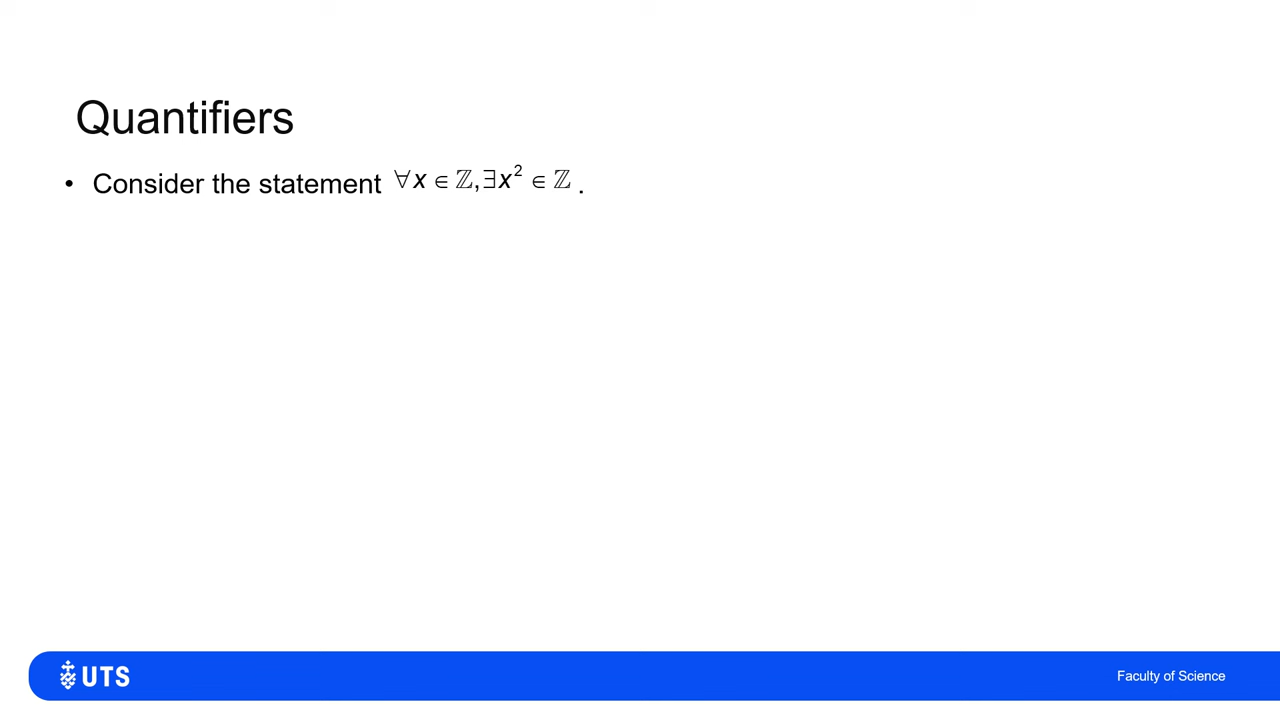 Quantifiers
• Consider the statement ∀x ∈ ℤ, ∃x² ∈ ℤ .
UTS
Faculty of Science